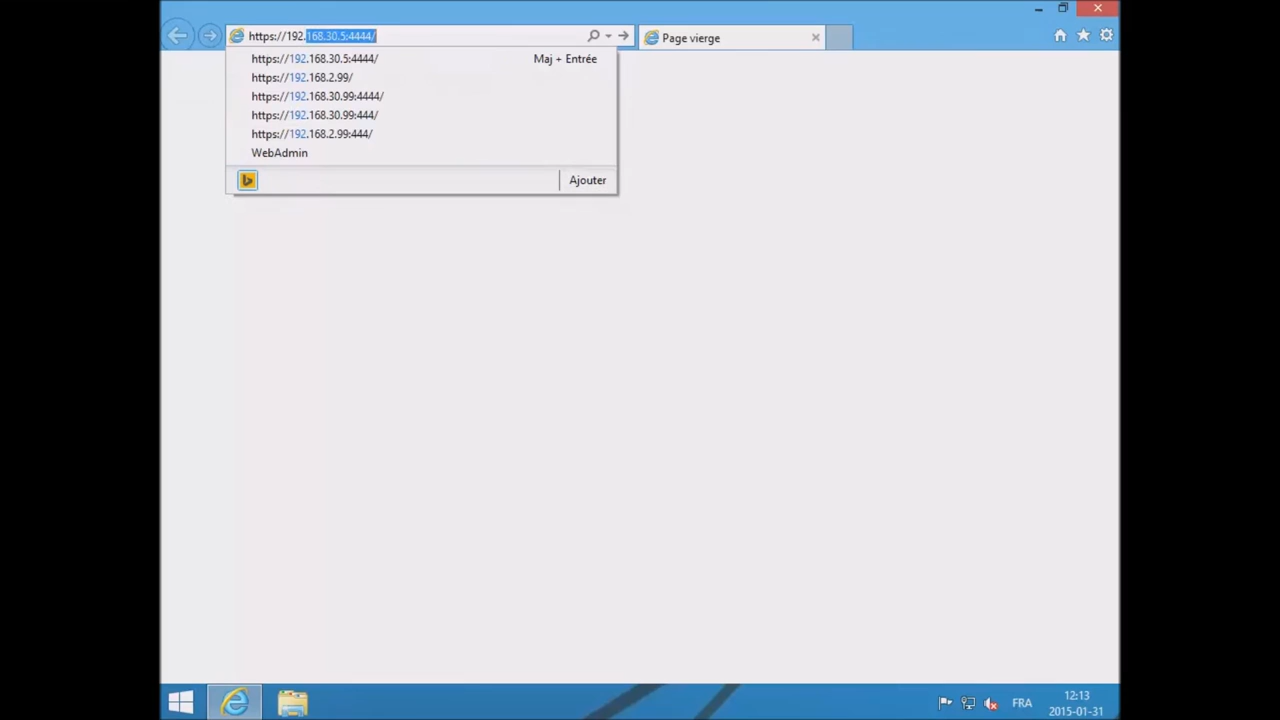 https://192.168.30.5:4444/
Page vierge
https://192.168.30.5:4444/ Maj + Entrée
https://192.168.2.99/
https://192.168.30.99:4444/
https://192.168.30.99:444/
https://192.168.2.99:444/
WebAdmin
Ajouter
FRA
12:13
2015-01-31